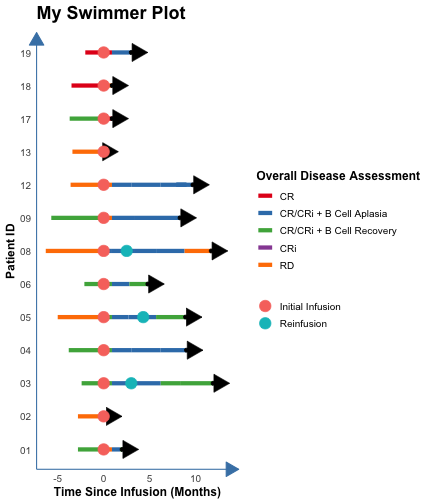 My Swimmer Plot
Patient ID
19
18
17
13
12
09
08
06
05
04
03
02
01
-5 0 5 10
Time Since Infusion (Months)
Overall Disease Assessment
CR
CR/CRi + B Cell Aplasia
CR/CRi + B Cell Recovery
CRi
RD
Initial Infusion
Reinfusion